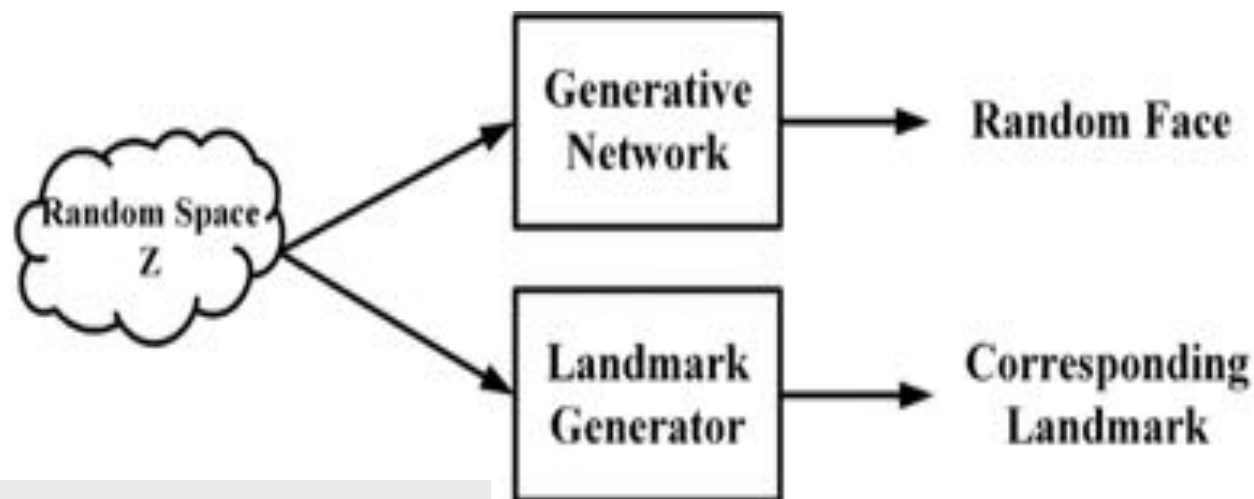 Generative
Network
Random Face
Random Space
Z
Landmark
Generator
Corresponding
Landmark